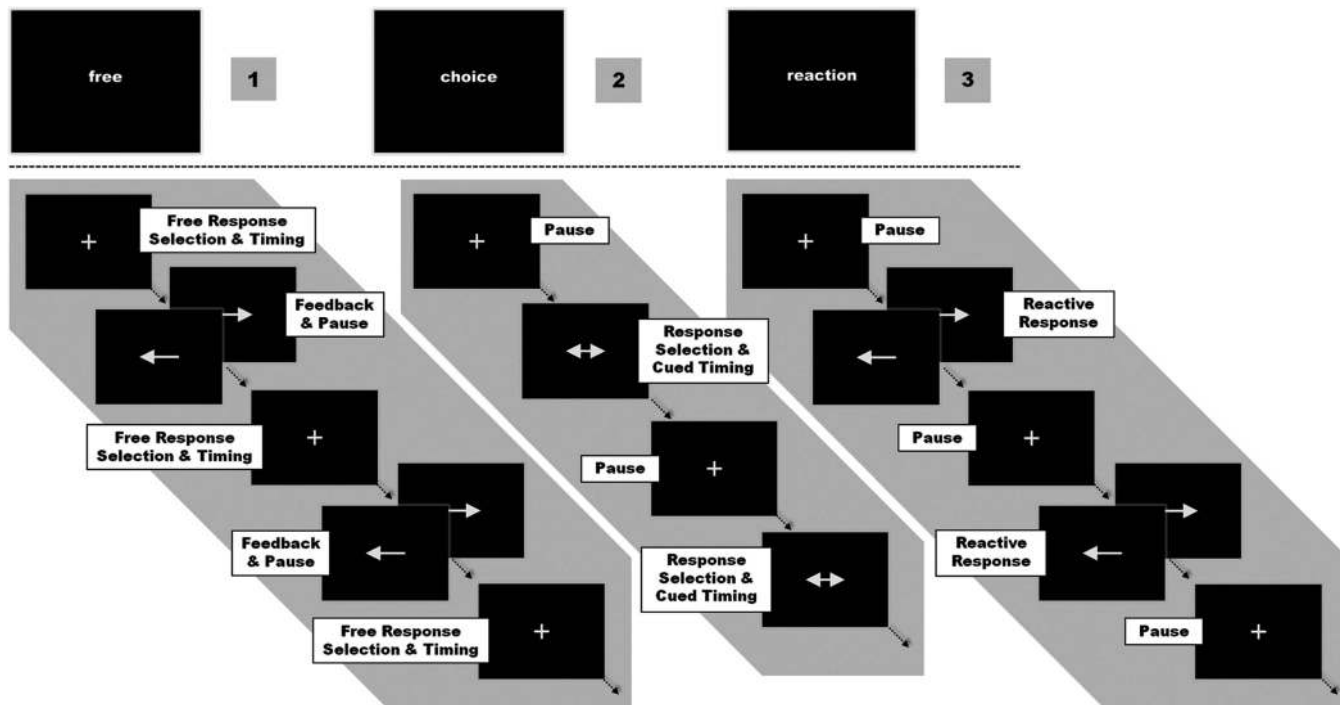 free
1
choice
2
reaction
3
Free Response
Selection & Timing
Feedback
& Pause
Free Response
Selection & Timing
Feedback
& Pause
Free Response
Selection & Timing
Pause
Response
Selection &
Cued Timing
Pause
Response
Selection &
Cued Timing
Pause
Reactive
Response
Pause
Reactive
Response
Pause